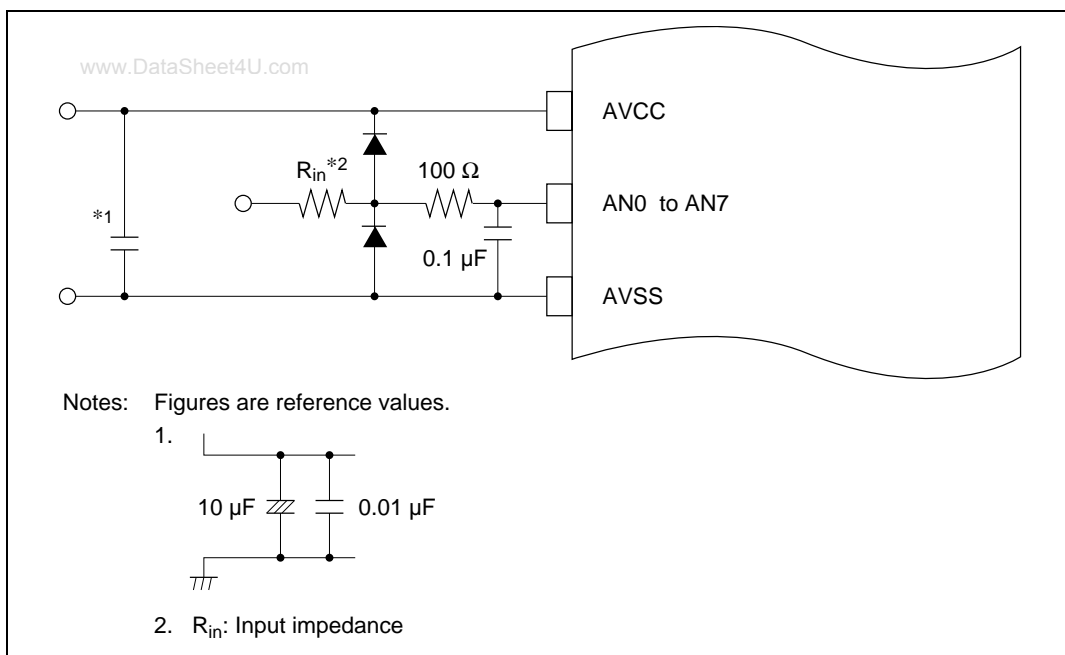 www.DataSheet4U.com
AVCC
Rin*2
100 Ω
*1
AN0 to AN7
0.1 µF
AVSS
Notes: Figures are reference values.
1.
10 µF
0.01 µF
2. Rin: Input impedance